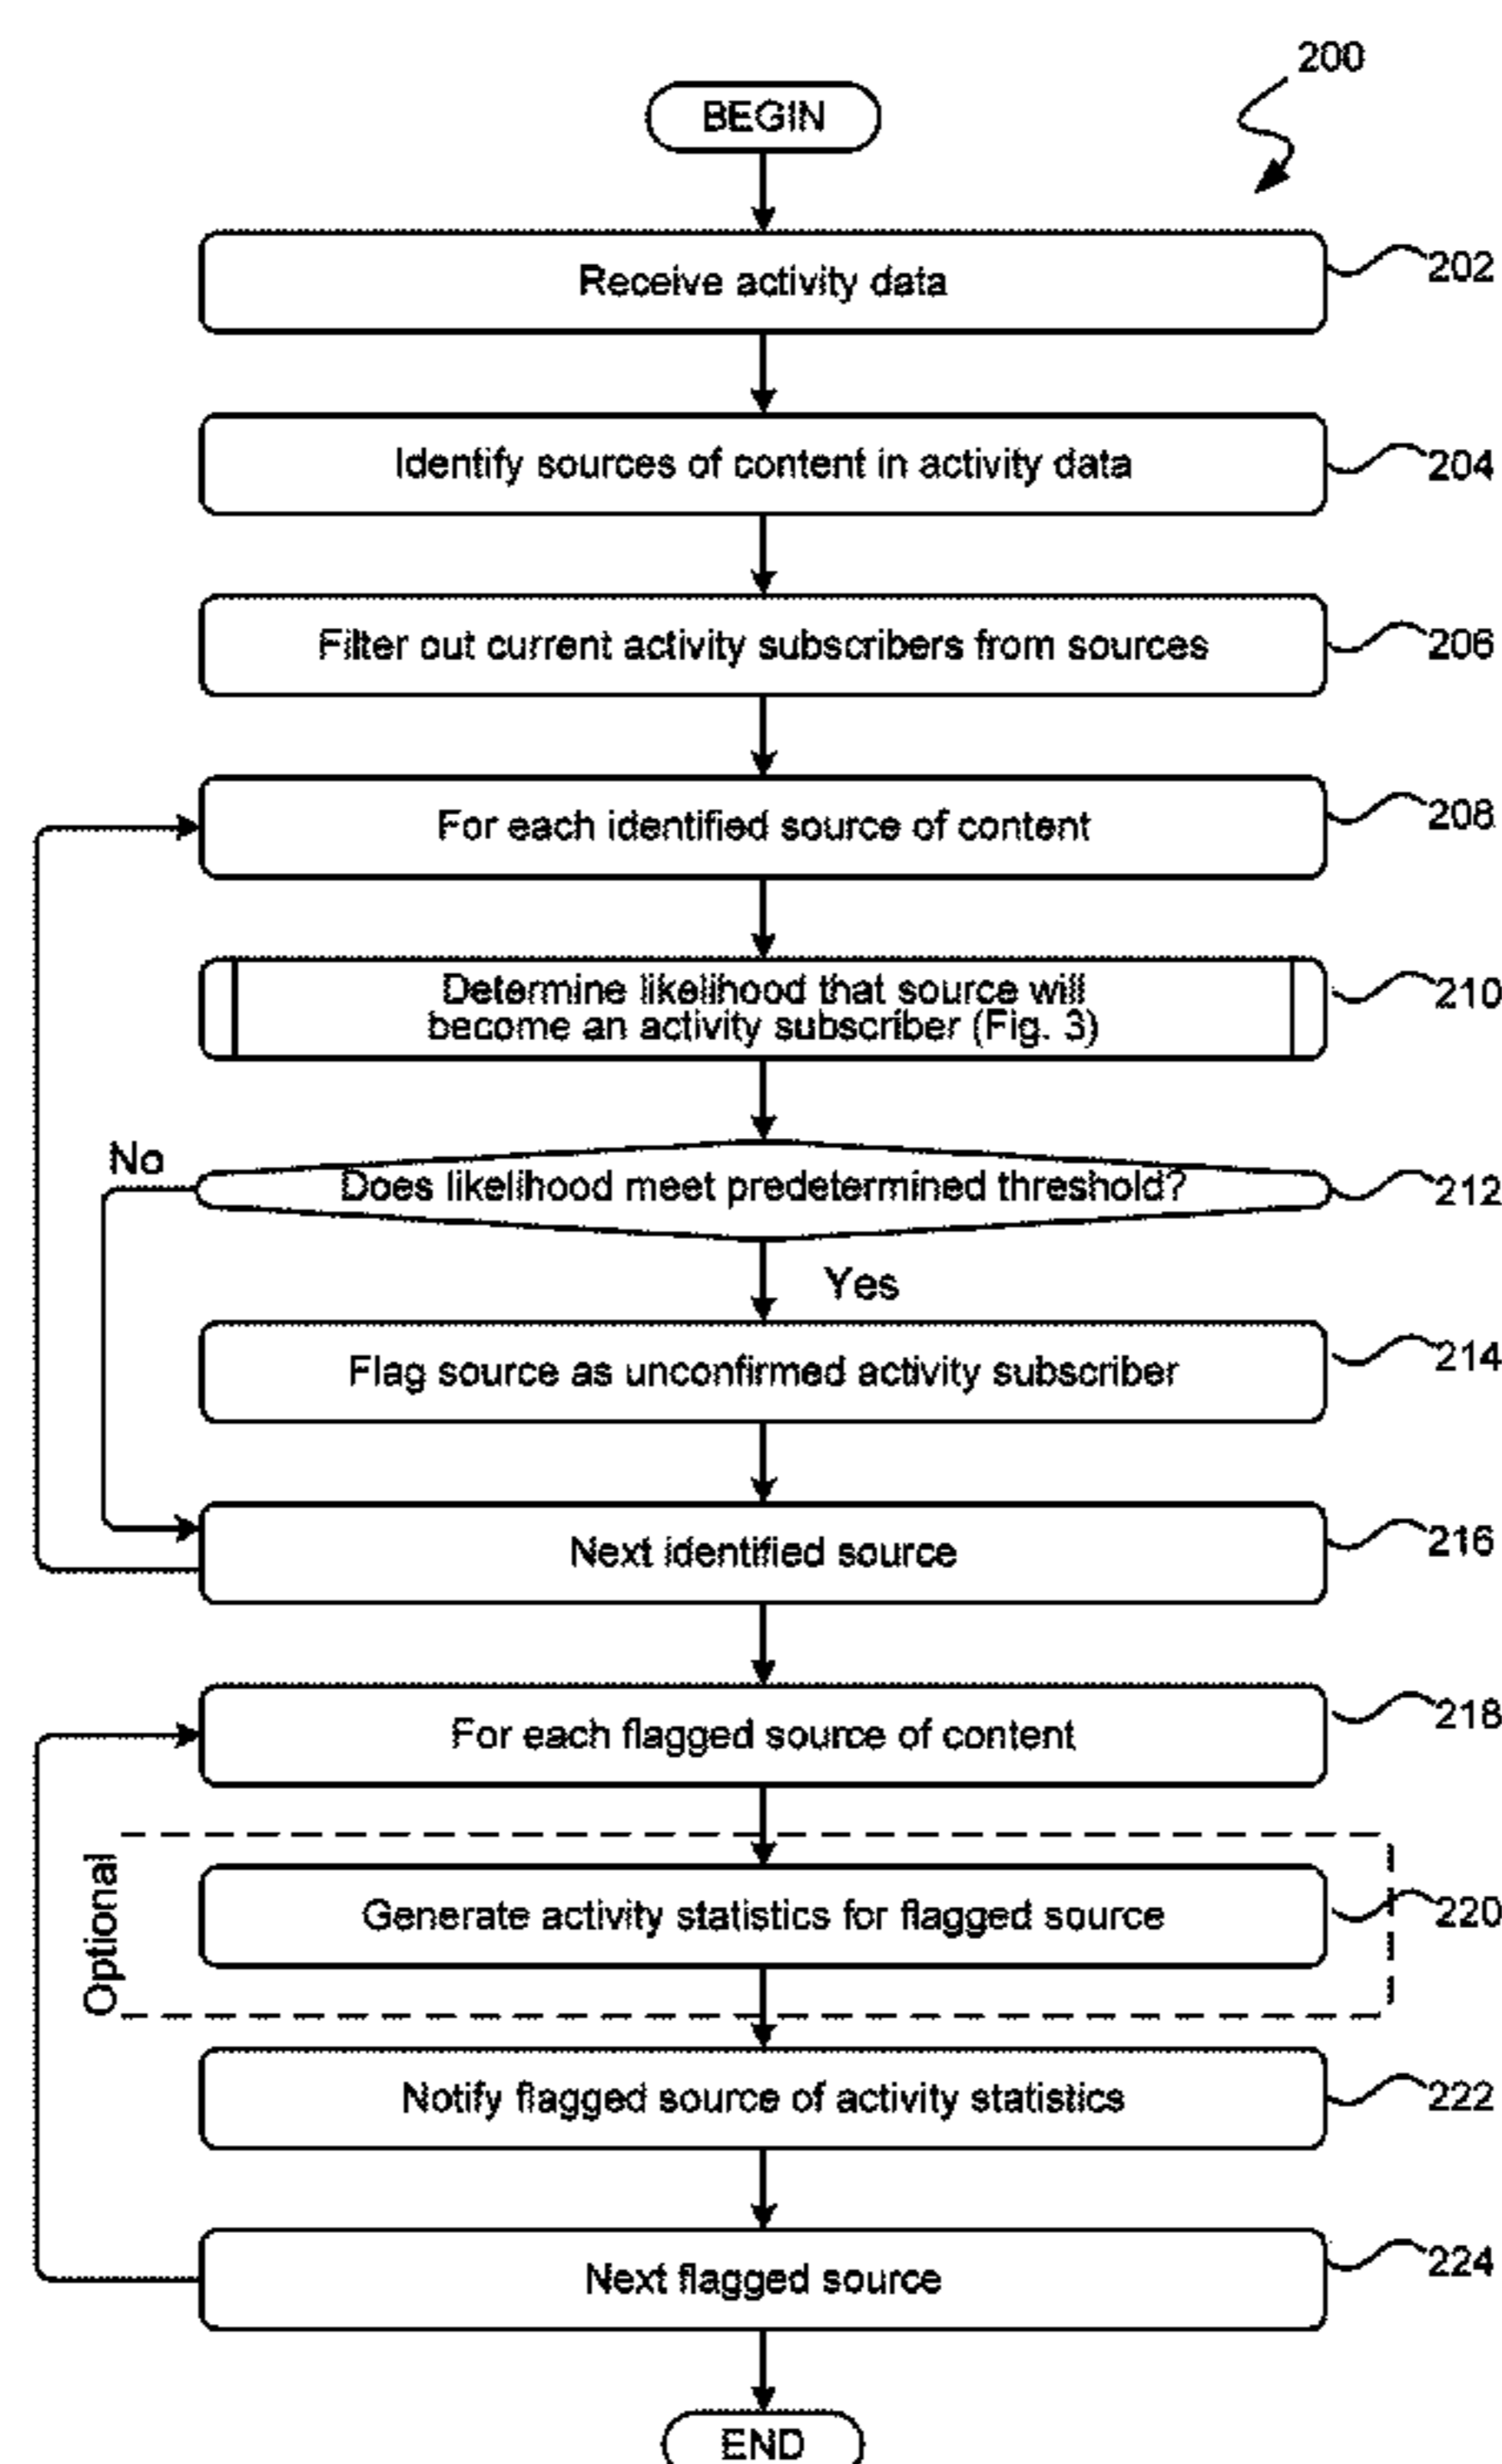 200
BEGIN
Receive activity data
202
Identify sources of content in activity data
204
Filter out current activity subscribers from sources
206
For each identified source of content
208
Determine likelihood that source will
become an activity subscriber (Fig. 3)
210
No
Does likelihood meet predetermined threshold?
212
Yes
Flag source as unconfirmed activity subscriber
214
Next identified source
216
For each flagged source of content
218
Optional
Generate activity statistics for flagged source
220
Notify flagged source of activity statistics
222
Next flagged source
224
END